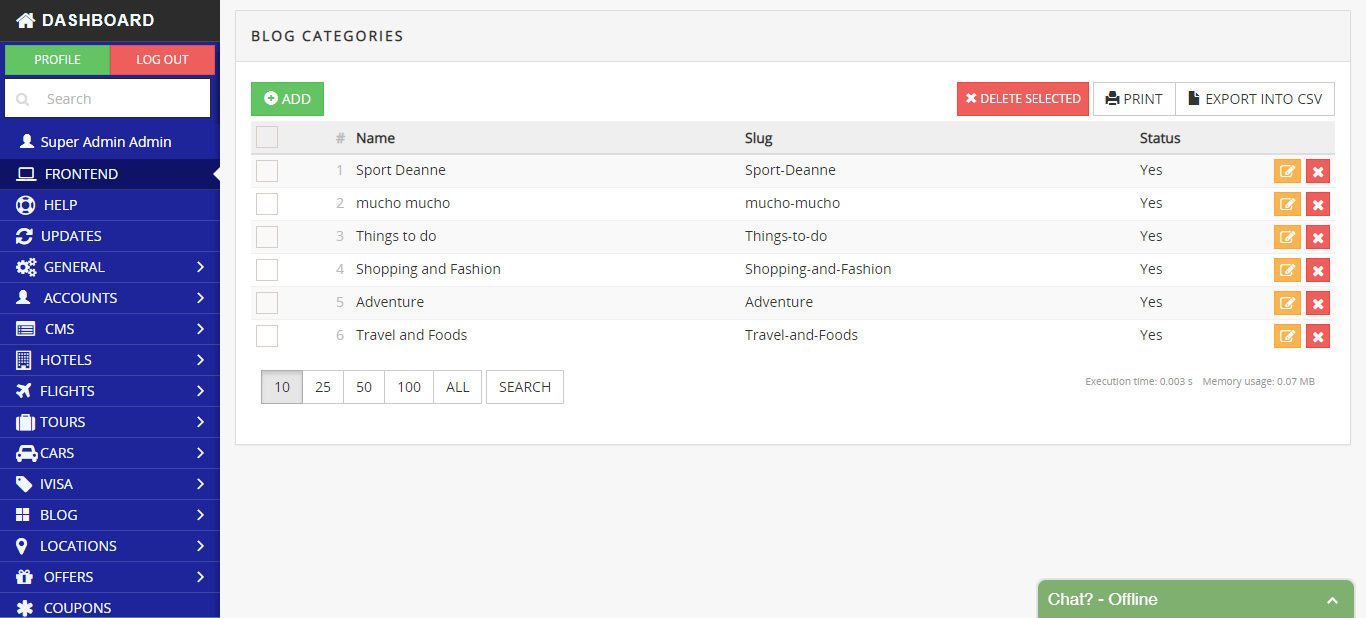 DASHBOARD
PROFILE LOG OUT
Search
Super Admin Admin
FRONTEND
HELP
UPDATES
GENERAL
ACCOUNTS
CMS
HOTELS
FLIGHTS
TOURS
CARS
IVISA
BLOG
LOCATIONS
OFFERS
COUPONS
BLOG CATEGORIES
ADD DELETE SELECTED PRINT EXPORT INTO CSV
# Name Slug Status
1 Sport Deanne Sport-Deanne Yes
2 mucho mucho mucho-mucho Yes
3 Things to do Things-to-do Yes
4 Shopping and Fashion Shopping-and-Fashion Yes
5 Adventure Adventure Yes
6 Travel and Foods Travel-and-Foods Yes
10 25 50 100 ALL SEARCH
Execution time: 0.003 s Memory usage: 0.07 MB
Chat? - Offline